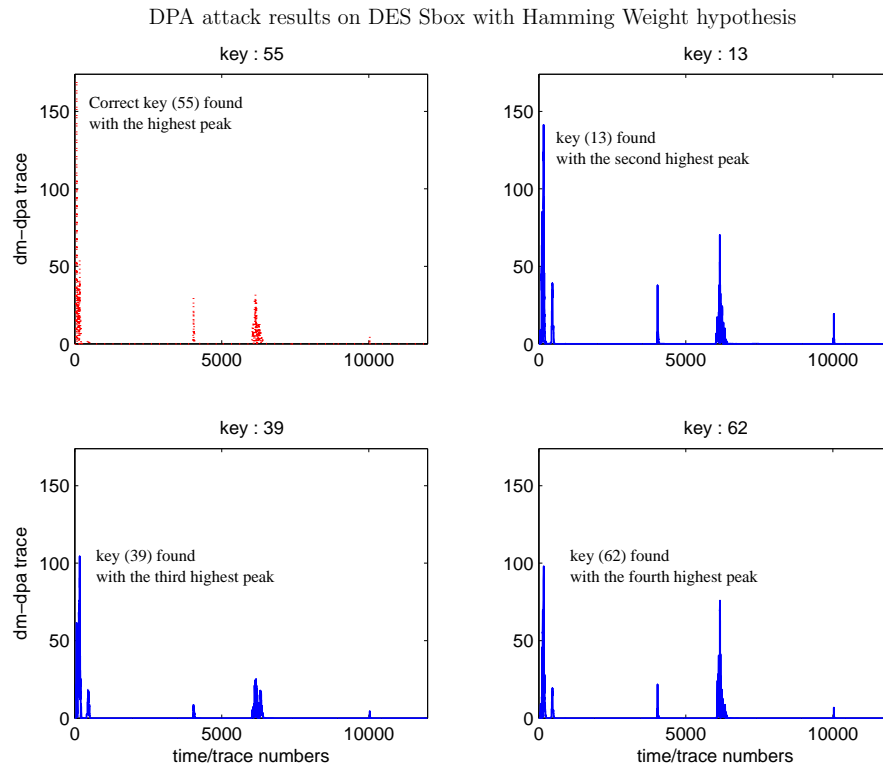 DPA attack results on DES Sbox with Hamming Weight hypothesis
key : 55
150
100
50
0
dm-dpa trace
Correct key (55) found
with the highest peak
0
5000
10000
key : 13
150
100
50
0
key (13) found
with the second highest peak
0
5000
10000
key : 39
150
100
50
0
dm-dpa trace
key (39) found
with the third highest peak
0
5000
10000
time/trace numbers
key : 62
150
100
50
0
key (62) found
with the fourth highest peak
0
5000
10000
time/trace numbers